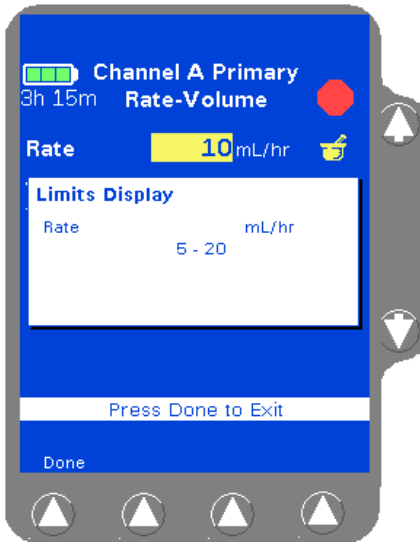 Channel A Primary
3h 15m Rate-Volume
Rate 10 mL/hr
Limits Display
Rate mL/hr
5 - 20
Press Done to Exit
Done